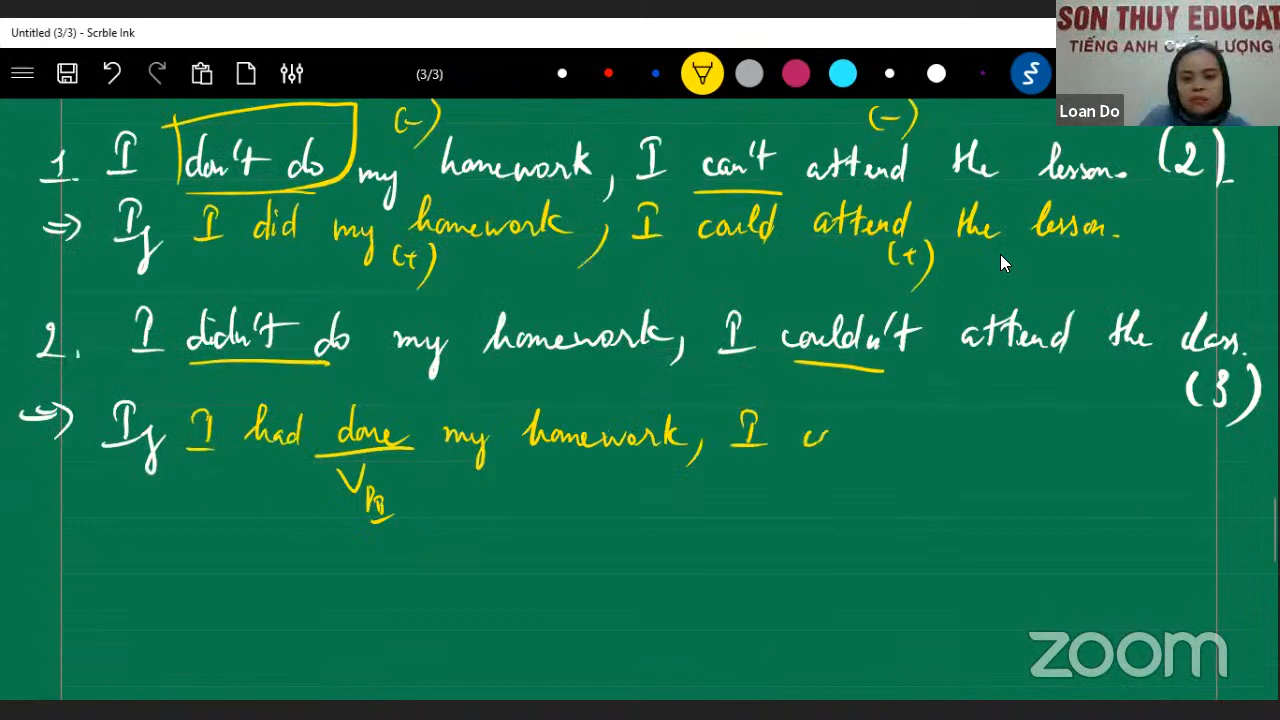 Untitled (3/3) - Scrble Ink
(3/3)
SON THUY EDUCAT
TIẾNG ANH CHẤT LƯỢNG
Loan Do
(-) (-)
1. I don't do my homework, I can't attend the lesson. (2)
=> If I did my homework, I could attend the lesson.
(+) (+)
2. I didn't do my homework, I couldn't attend the class.
(3)
=> If I had done my homework, I c
zoom